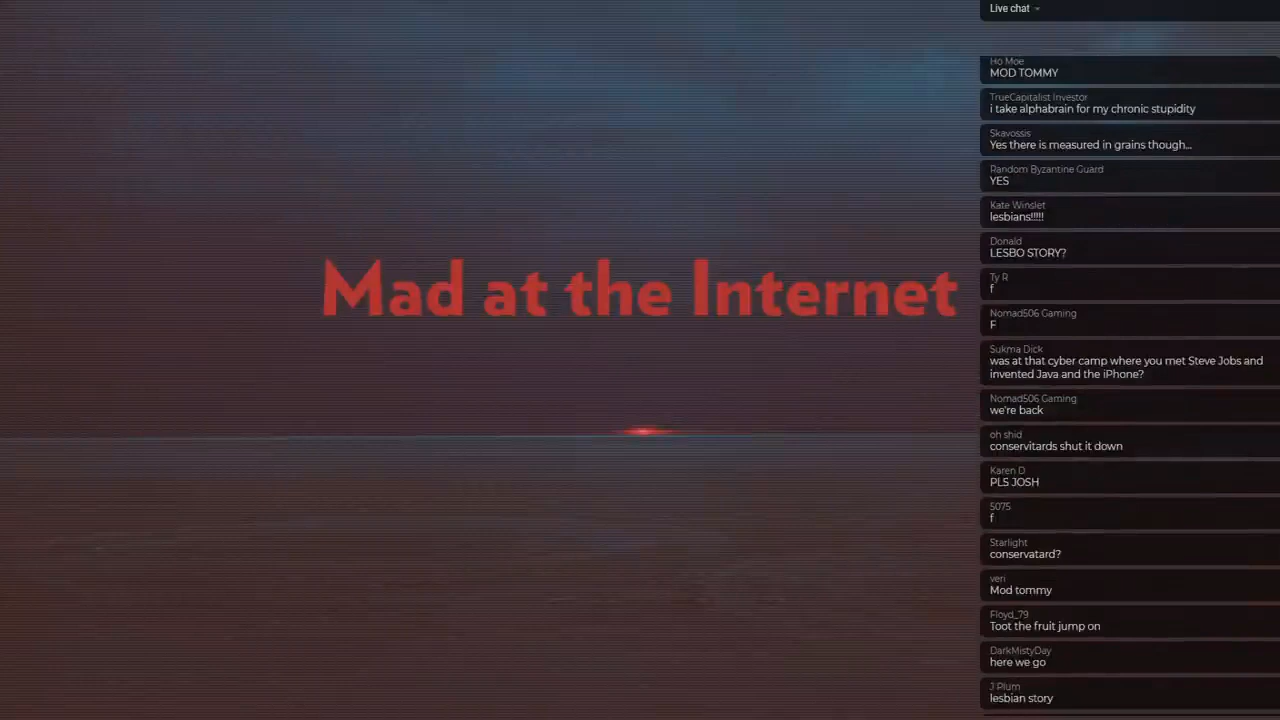 Live chat
Mad at the Internet
Ho Moe
MOD TOMMY
TrueCapitalist Investor
i take alphabrain for my chronic stupidity
Skavossis
Yes there is measured in grains though...
Random Byzantine Guard
YES
Kate Winslet
lesbians!!!!!
Donald
LESBO STORY?
Ty R
f
Nomad506 Gaming
F
Sukma Dick
was at that cyber camp where you met Steve Jobs and
invented Java and the iPhone?
Nomad506 Gaming
we're back
oh shid
conservitards shut it down
Karen D
PLS JOSH
5075
f
Starlight
conservatard?
veri
Mod tommy
Floyd_79
Toot the fruit jump on
DarkMistyDay
here we go
J Plum
lesbian story